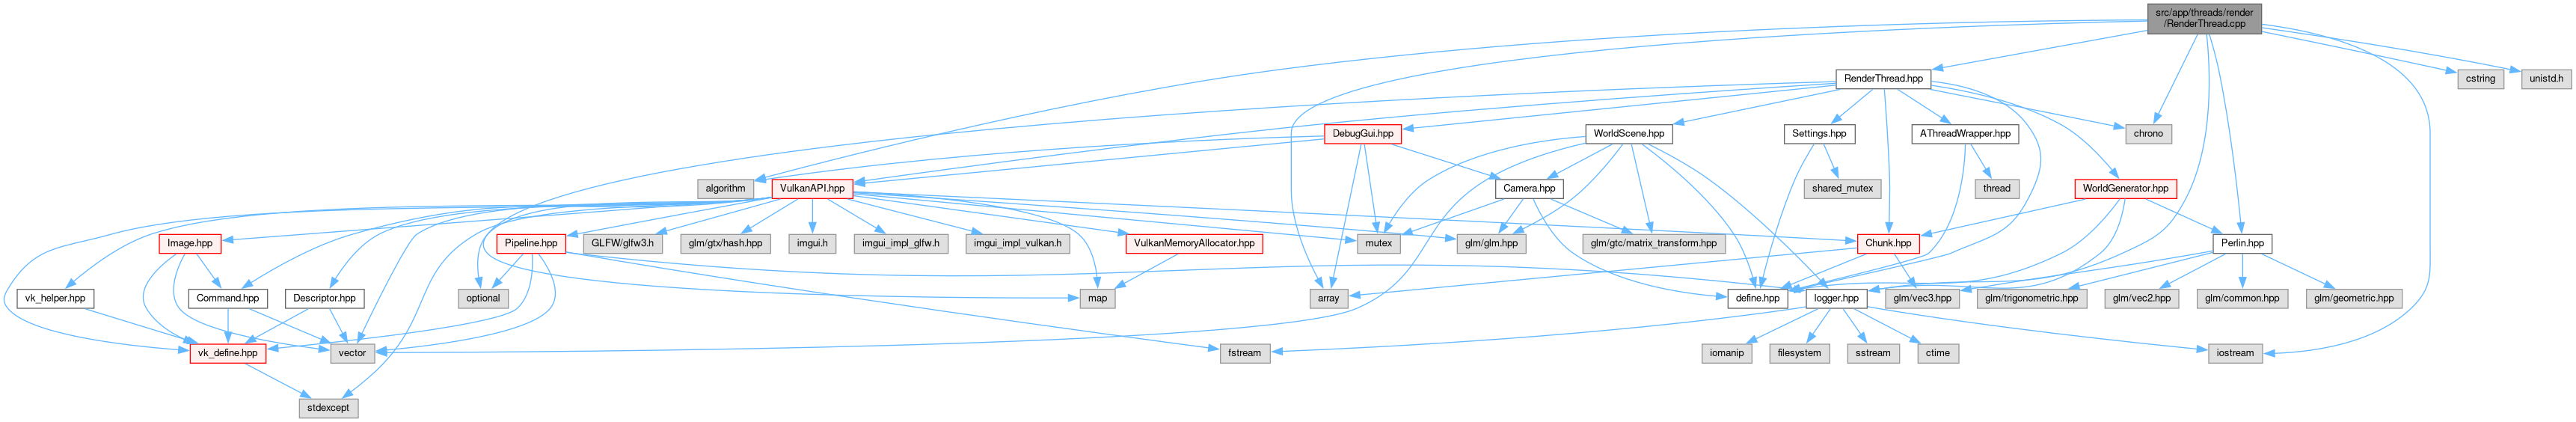 src/app/threads/render
/RenderThread.cpp
RenderThread.hpp
cstring
unistd.h
DebugGui.hpp
WorldScene.hpp
Settings.hpp
AThreadWrapper.hpp
chrono
algorithm
VulkanAPI.hpp
Camera.hpp
shared_mutex
thread
WorldGenerator.hpp
Image.hpp
Pipeline.hpp
GLFW/glfw3.h
glm/gtx/hash.hpp
imgui.h
imgui_impl_glfw.h
imgui_impl_vulkan.h
VulkanMemoryAllocator.hpp
mutex
glm/glm.hpp
glm/gtc/matrix_transform.hpp
Chunk.hpp
Perlin.hpp
vk_helper.hpp
Command.hpp
Descriptor.hpp
optional
map
array
define.hpp
logger.hpp
glm/vec3.hpp
glm/trigonometric.hpp
glm/vec2.hpp
glm/common.hpp
glm/geometric.hpp
vk_define.hpp
vector
fstream
iomanip
filesystem
sstream
ctime
iostream
stdexcept